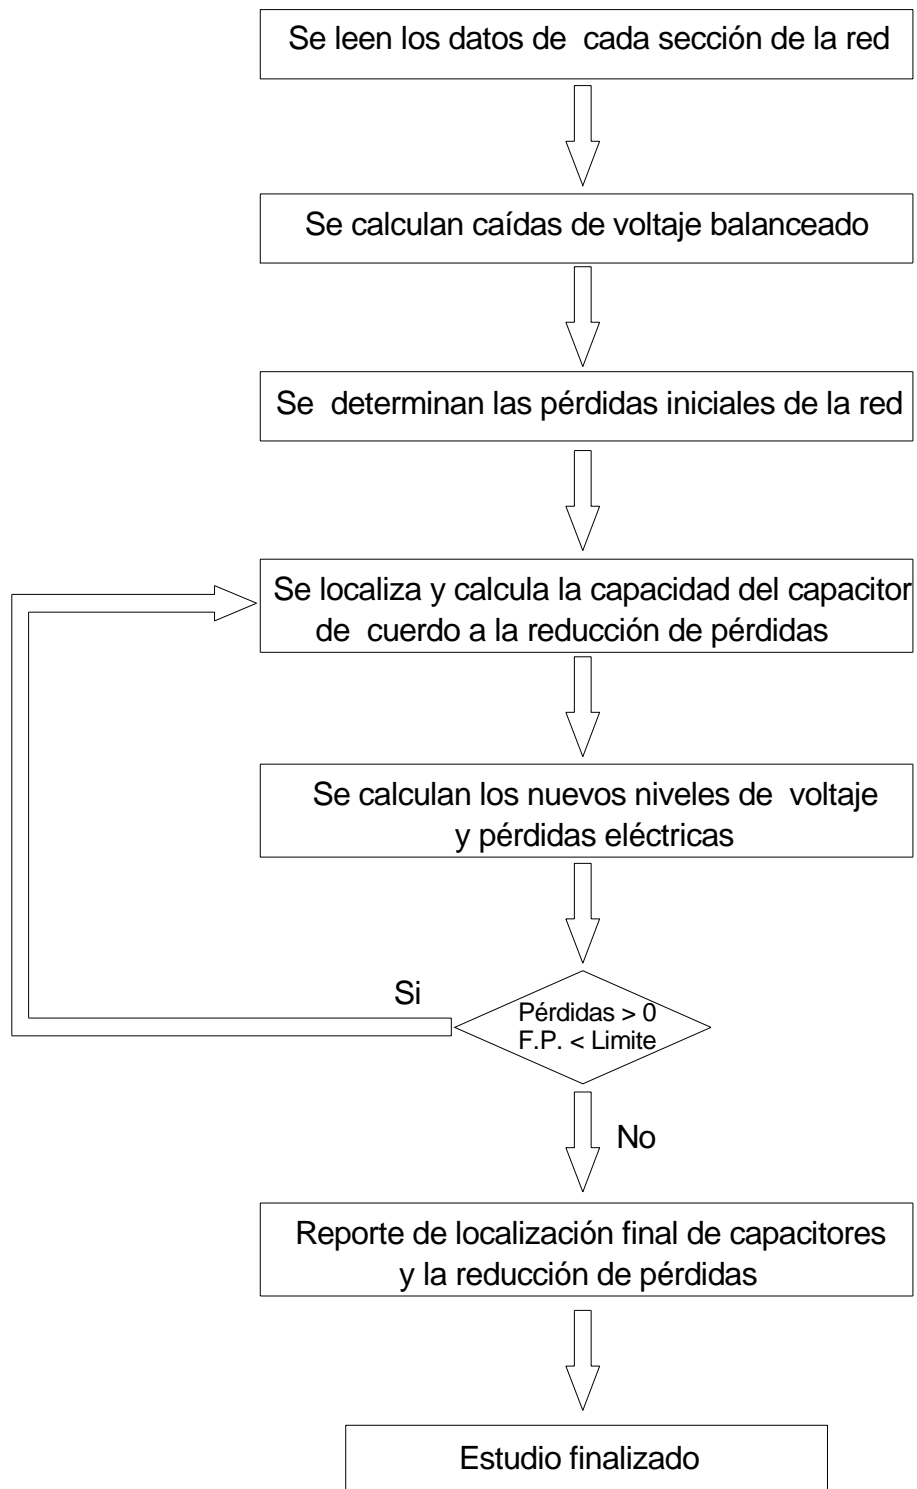 Se leen los datos de cada sección de la red
Se calculan caídas de voltaje balanceado
Se determinan las pérdidas iniciales de la red
Se localiza y calcula la capacidad del capacitor
de cuerdo a la reducción de pérdidas
Se calculan los nuevos niveles de voltaje
y pérdidas eléctricas
Si
Pérdidas > 0
F.P. < Limite
No
Reporte de localización final de capacitores
y la reducción de pérdidas
Estudio finalizado